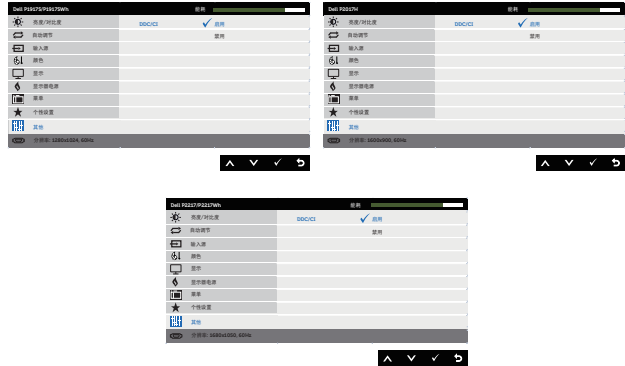 Dell P1917S/P1917SWh 能耗
亮度/对比度 DDC/CI 启用
自动调节 禁用
输入源
颜色
显示
显示器电源
菜单
个性设置
其他
分辨率: 1280x1024, 60Hz
Dell P2017H 能耗
亮度/对比度 DDC/CI 启用
自动调节 禁用
输入源
颜色
显示
显示器电源
菜单
个性设置
其他
分辨率: 1600x900, 60Hz
Dell P2217/P2217Wh 能耗
亮度/对比度 DDC/CI 启用
自动调节 禁用
输入源
颜色
显示
显示器电源
菜单
个性设置
其他
分辨率: 1680x1050, 60Hz